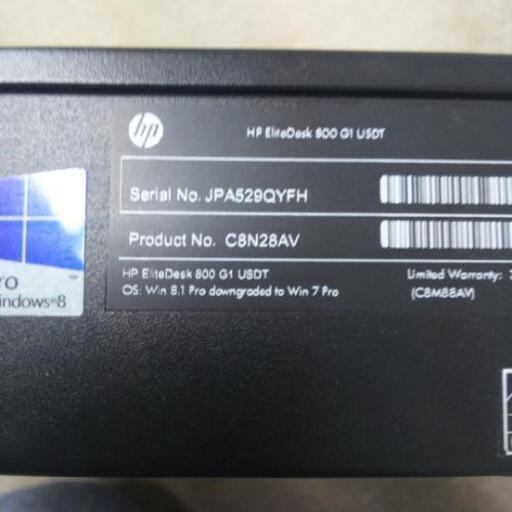 hp
HP EliteDesk 800 G1 USDT
Serial No. JPA529QYFH
Product No. C8N28AV
HP EliteDesk 800 G1 USDT
OS: Win 8.1 Pro downgraded to Win 7 Pro
Limited Warranty:
(C8M88AV)
ro
indows®8